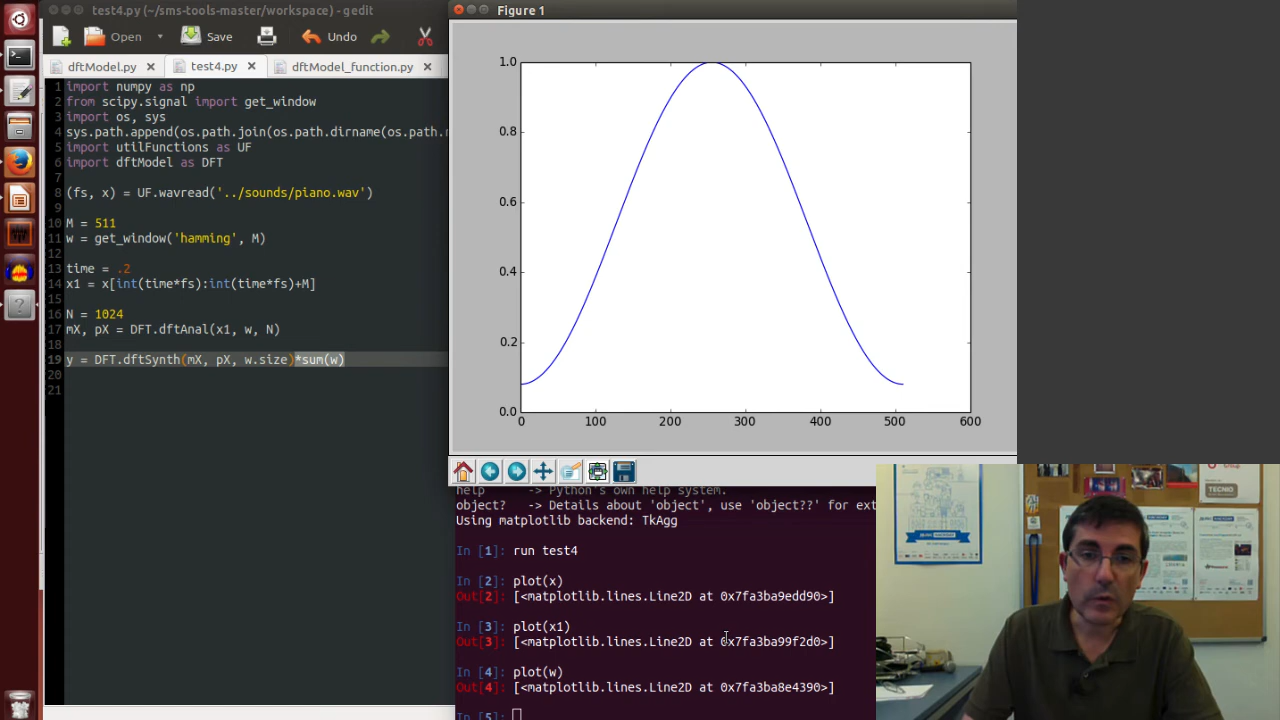 test4.py (~/sms-tools-master/workspace) - gedit
Open Save Undo
dftModel.py × test4.py × dftModel_function.py ×
1 import numpy as np
2 from scipy.signal import get_window
3 import os, sys
4 sys.path.append(os.path.join(os.path.dirname(os.path.r
5 import utilFunctions as UF
6 import dftModel as DFT
7
8 (fs, x) = UF.wavread('../sounds/piano.wav')
9
10 M = 511
11 w = get_window('hamming', M)
12
13 time = .2
14 x1 = x[int(time*fs):int(time*fs)+M]
15
16 N = 1024
17 mX, pX = DFT.dftAnal(x1, w, N)
18
19 y = DFT.dftSynth(mX, pX, w.size)*sum(w)
20
21
Figure 1
1.0
0.8
0.6
0.4
0.2
0.0
0 100 200 300 400 500 600
help -> Python's own help system.
object? -> Details about 'object', use 'object??' for ext
Using matplotlib backend: TkAgg
In [1]: run test4
In [2]: plot(x)
Out[2]: [<matplotlib.lines.Line2D at 0x7fa3ba9edd90>]
In [3]: plot(x1)
Out[3]: [<matplotlib.lines.Line2D at 0x7fa3ba99f2d0>]
In [4]: plot(w)
Out[4]: [<matplotlib.lines.Line2D at 0x7fa3ba8e4390>]
In [5]:
TECNIO